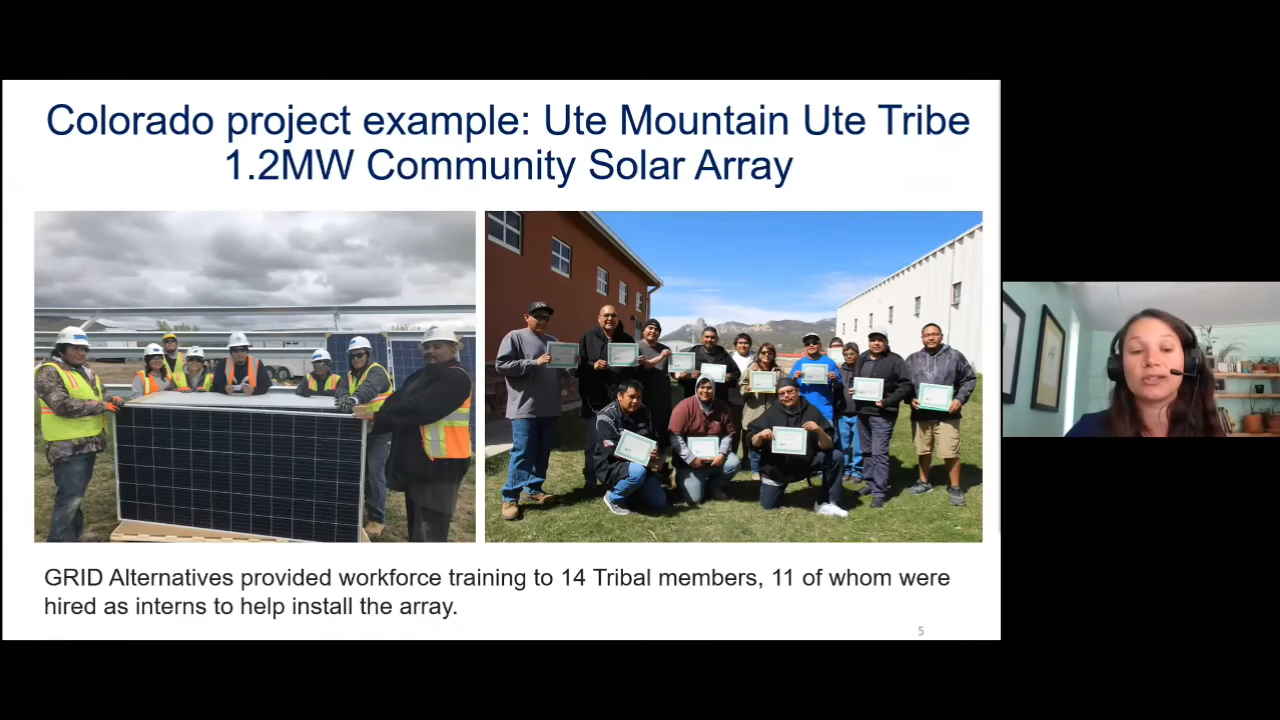 Colorado project example: Ute Mountain Ute Tribe
1.2MW Community Solar Array
GRID Alternatives provided workforce training to 14 Tribal members, 11 of whom were
hired as interns to help install the array.
5